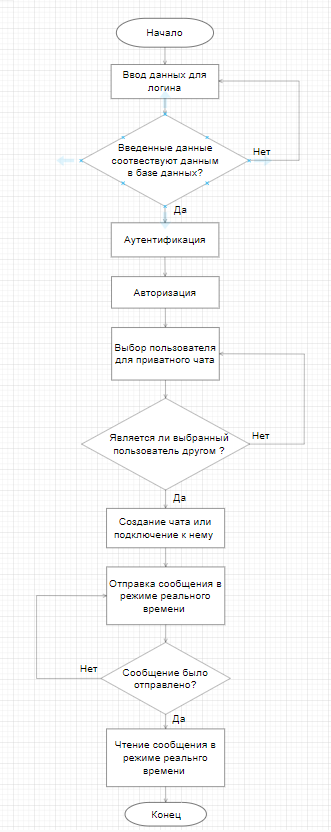 Начало
Ввод данных для
логина
Введенные данные
соотвествуют данным
в базе данных?
Нет
Да
Аутентификация
Авторизация
Выбор пользователя
для приватного чата
Является ли выбранный
пользователь другом ?
Нет
Да
Создание чата или
подключение к нему
Отправка сообщения в
режиме реального
времени
Нет
Сообщение было
отправлено?
Да
Чтение сообщения в
режиме реальнго
времени
Конец